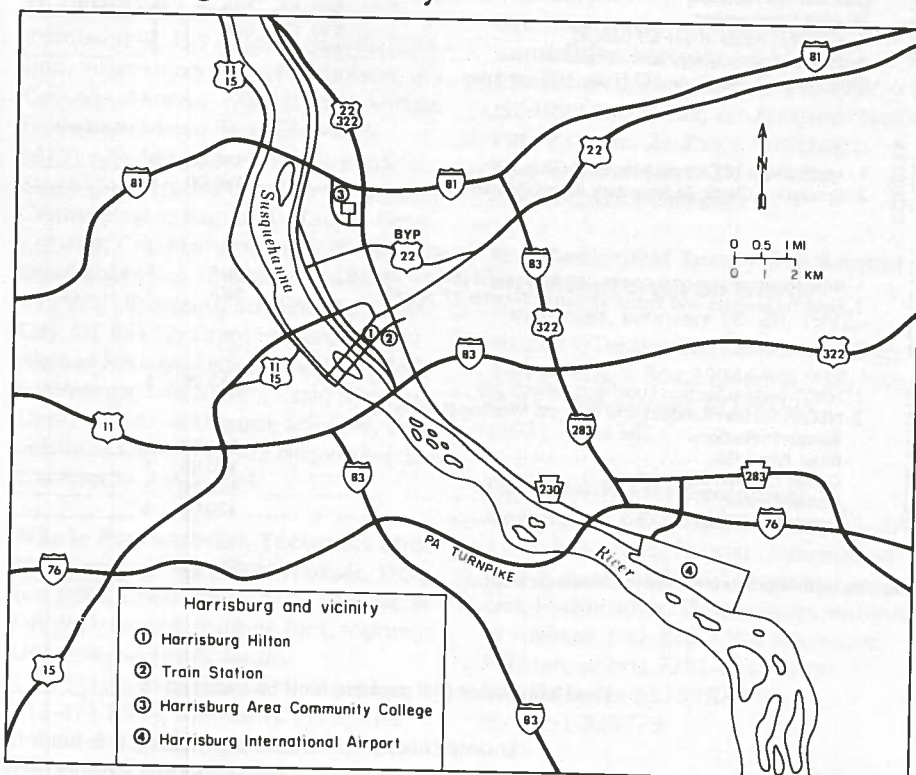 11
15
22
322
81
22
81
81
3
BYP
22
N
0 0.5 1 MI
0 1 2 KM
Susquehanna
83
322
1
2
83
322
11
15
11
283
83
230
283
76
PA TURNPIKE
River
4
76
15
83
Harrisburg and vicinity
1 Harrisburg Hilton
2 Train Station
3 Harrisburg Area Community College
4 Harrisburg International Airport